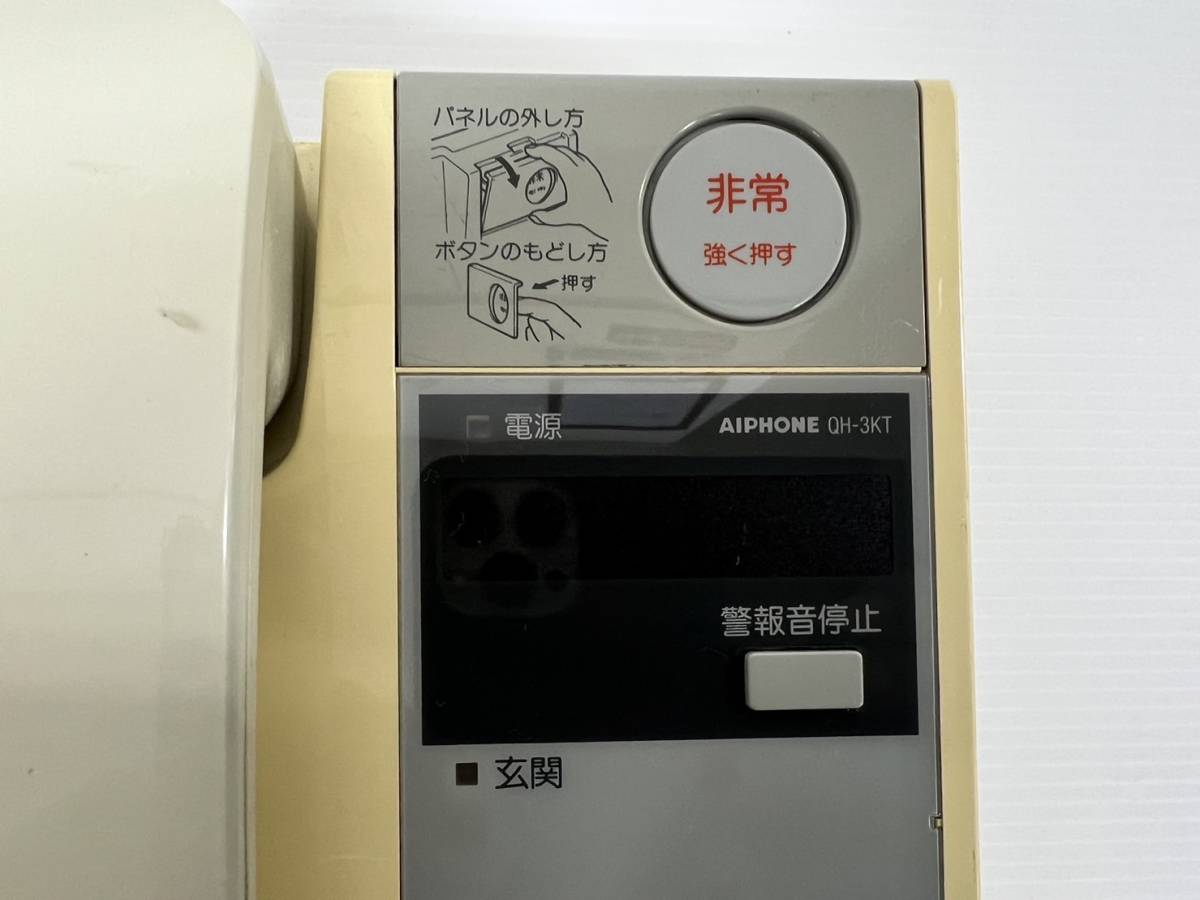 パネルの外し方
ボタンのもどし方
押す
非常
強く押す
電源
AIPHONE QH-3KT
警報音停止
玄関